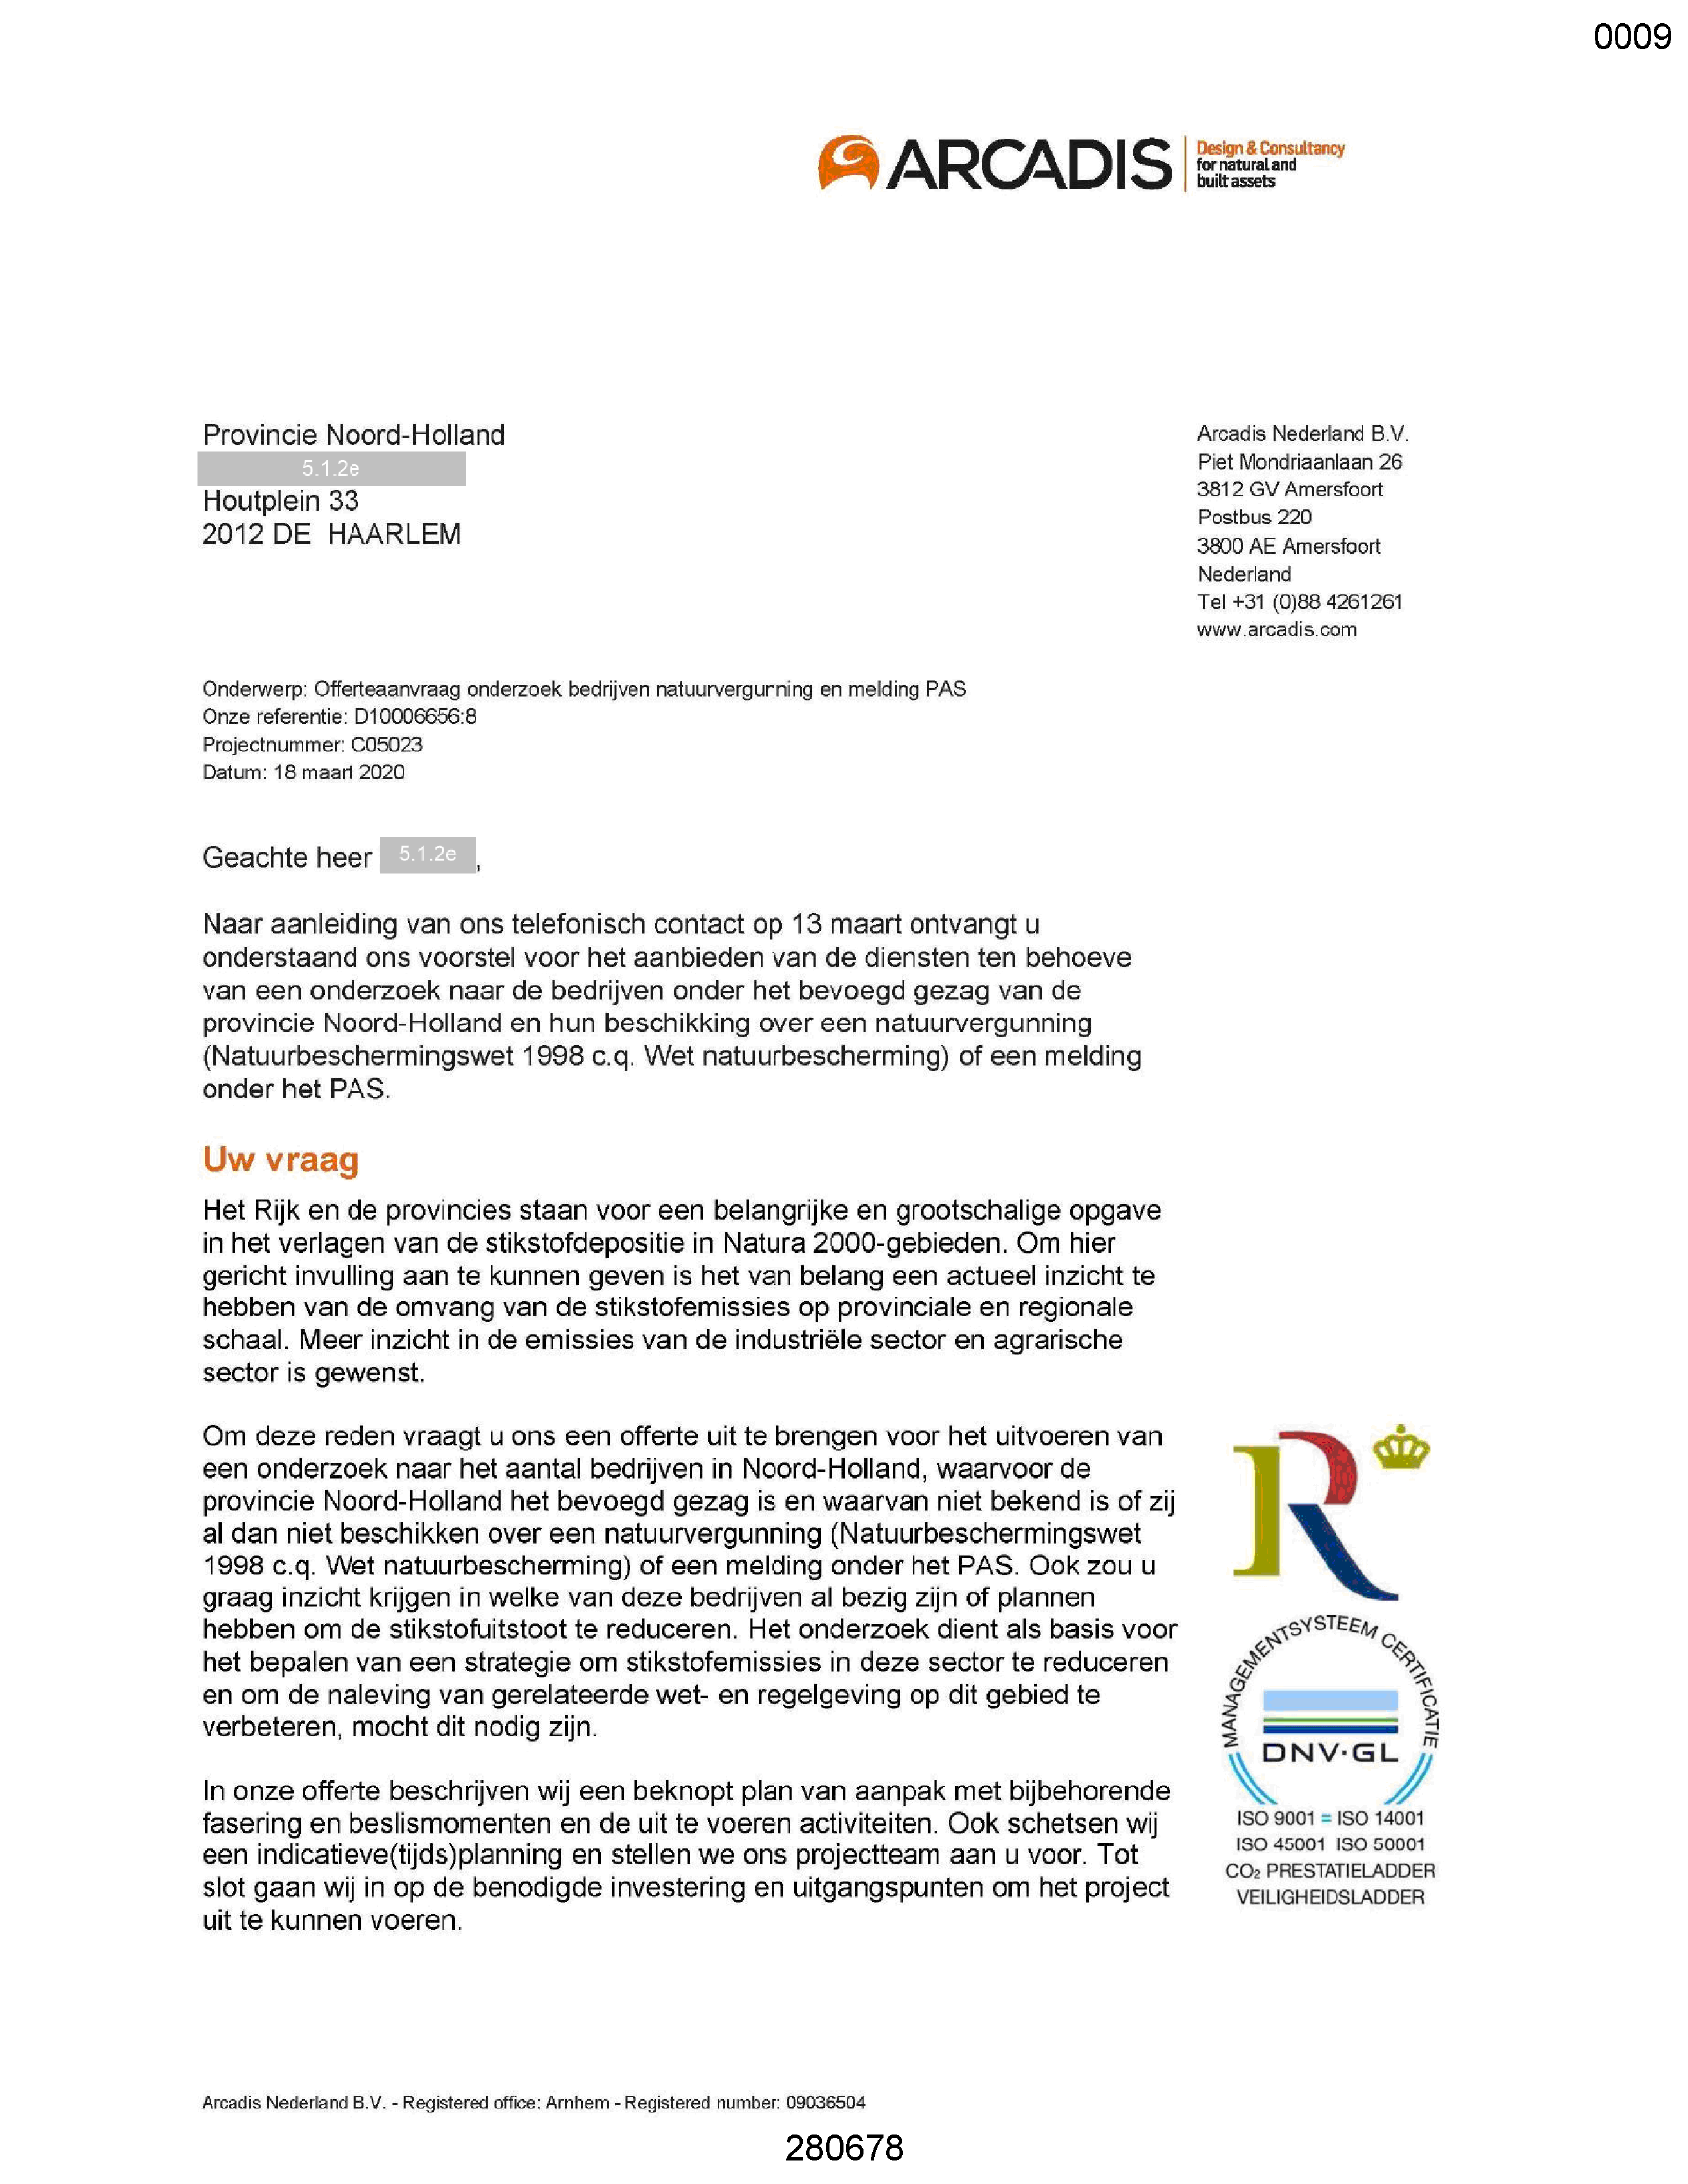 0009
ARCADIS
Design & Consultancy
for natural and
built assets
Provincie Noord-Holland
5.1.2e
Houtplein 33
2012 DE HAARLEM
Arcadis Nederland B.V.
Piet Mondriaanlaan 26
3812 GV Amersfoort
Postbus 220
3800 AE Amersfoort
Nederland
Tel +31 (0)88 4261261
www.arcadis.com
Onderwerp: Offerteaanvraag onderzoek bedrijven natuurvergunning en melding PAS
Onze referentie: D10006656:8
Projectnummer: C05023
Datum: 18 maart 2020
Geachte heer 5.1.2e ,
Naar aanleiding van ons telefonisch contact op 13 maart ontvangt u
onderstaand ons voorstel voor het aanbieden van de diensten ten behoeve
van een onderzoek naar de bedrijven onder het bevoegd gezag van de
provincie Noord-Holland en hun beschikking over een natuurvergunning
(Natuurbeschermingswet 1998 c.q. Wet natuurbescherming) of een melding
onder het PAS.
Uw vraag
Het Rijk en de provincies staan voor een belangrijke en grootschalige opgave
in het verlagen van de stikstofdepositie in Natura 2000-gebieden. Om hier
gericht invulling aan te kunnen geven is het van belang een actueel inzicht te
hebben van de omvang van de stikstofemissies op provinciale en regionale
schaal. Meer inzicht in de emissies van de industriële sector en agrarische
sector is gewenst.
Om deze reden vraagt u ons een offerte uit te brengen voor het uitvoeren van
een onderzoek naar het aantal bedrijven in Noord-Holland, waarvoor de
provincie Noord-Holland het bevoegd gezag is en waarvan niet bekend is of zij
al dan niet beschikken over een natuurvergunning (Natuurbeschermingswet
1998 c.q. Wet natuurbescherming) of een melding onder het PAS. Ook zou u
graag inzicht krijgen in welke van deze bedrijven al bezig zijn of plannen
hebben om de stikstofuitstoot te reduceren. Het onderzoek dient als basis voor
het bepalen van een strategie om stikstofemissies in deze sector te reduceren
en om de naleving van gerelateerde wet- en regelgeving op dit gebied te
verbeteren, mocht dit nodig zijn.
In onze offerte beschrijven wij een beknopt plan van aanpak met bijbehorende
fasering en beslismomenten en de uit te voeren activiteiten. Ook schetsen wij
een indicatieve(tijds)planning en stellen we ons projectteam aan u voor. Tot
slot gaan wij in op de benodigde investering en uitgangspunten om het project
uit te kunnen voeren.
R
MANAGEMENTSYSTEEM CERTIFICATIE
DNV·GL
ISO 9001 = ISO 14001
ISO 45001 ISO 50001
CO₂ PRESTATIELADDER
VEILIGHEIDSLADDER
Arcadis Nederland B.V. - Registered office: Arnhem - Registered number: 09036504
280678